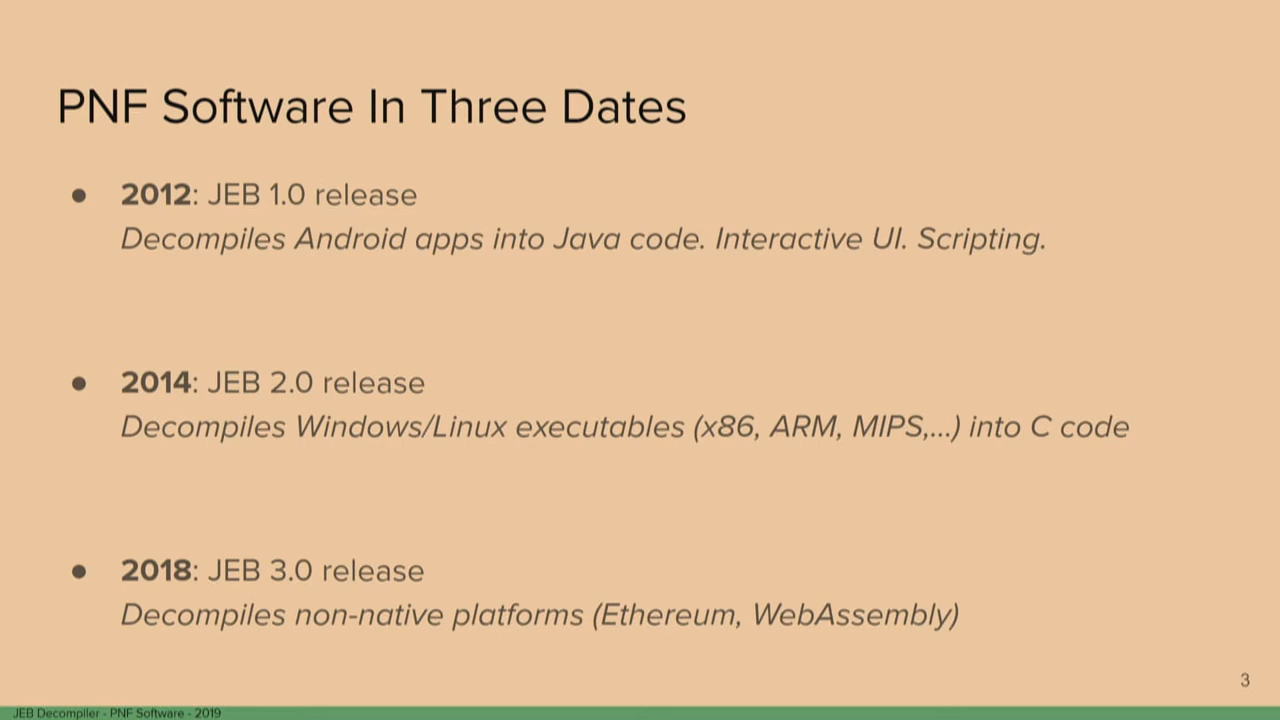 PNF Software In Three Dates
● 2012: JEB 1.0 release
Decompiles Android apps into Java code. Interactive UI. Scripting.
● 2014: JEB 2.0 release
Decompiles Windows/Linux executables (x86, ARM, MIPS,...) into C code
● 2018: JEB 3.0 release
Decompiles non-native platforms (Ethereum, WebAssembly)
3
JEB Decompiler - PNF Software - 2019